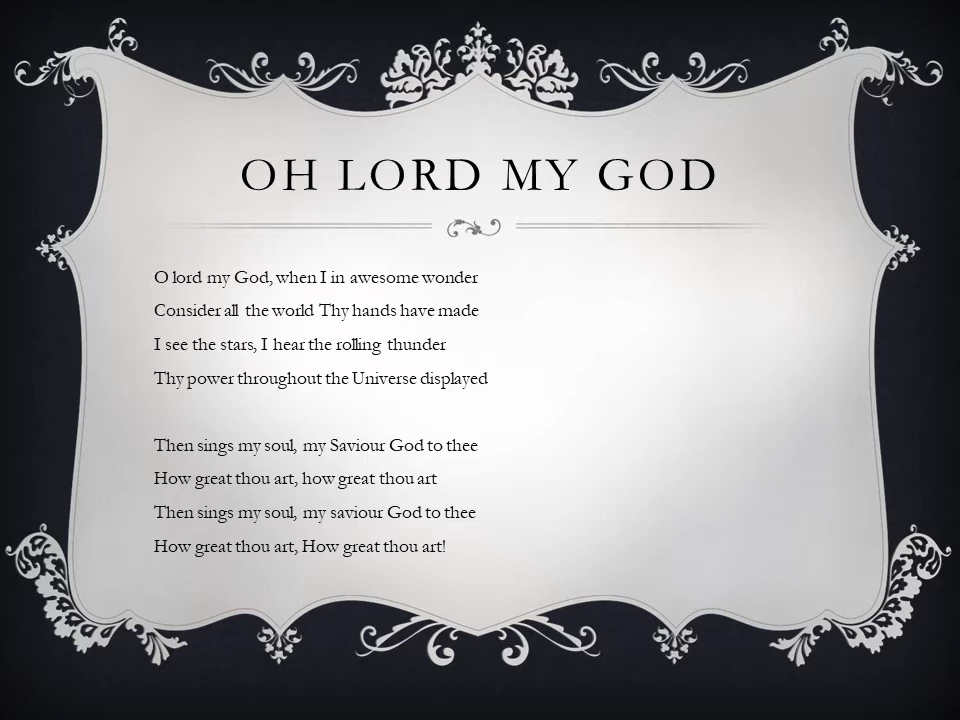 OH LORD MY GOD
O lord my God, when I in awesome wonder
Consider all the world Thy hands have made
I see the stars, I hear the rolling thunder
Thy power throughout the Universe displayed
Then sings my soul, my Saviour God to thee
How great thou art, how great thou art
Then sings my soul, my saviour God to thee
How great thou art, How great thou art!